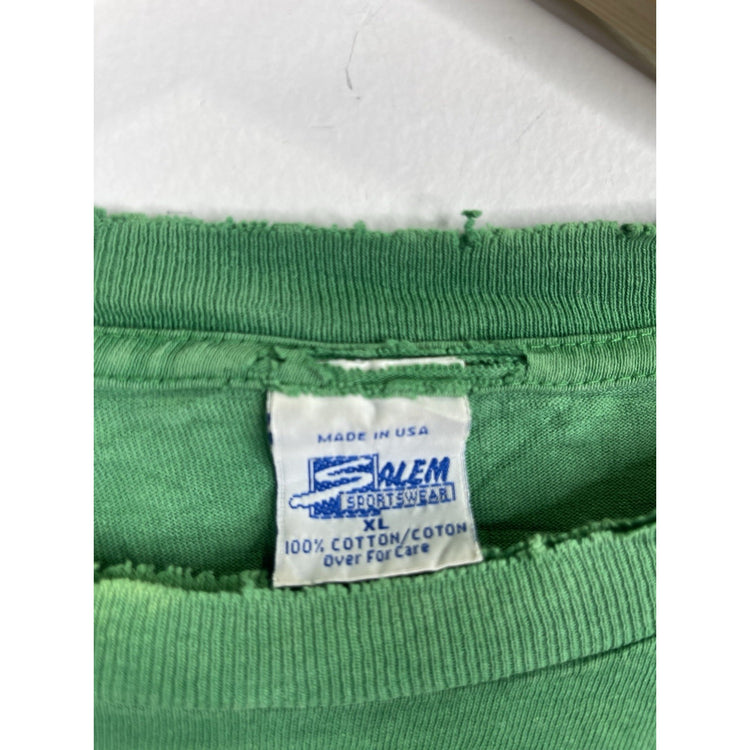 MADE IN USA
SALEM
SPORTSWEAR
XL
100% COTTON/COTON
Over For Care